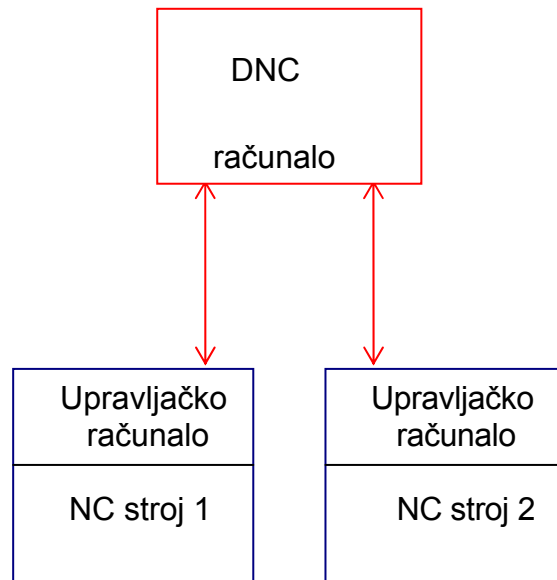 DNC
računalo
Upravljačko
računalo
NC stroj 1
Upravljačko
računalo
NC stroj 2